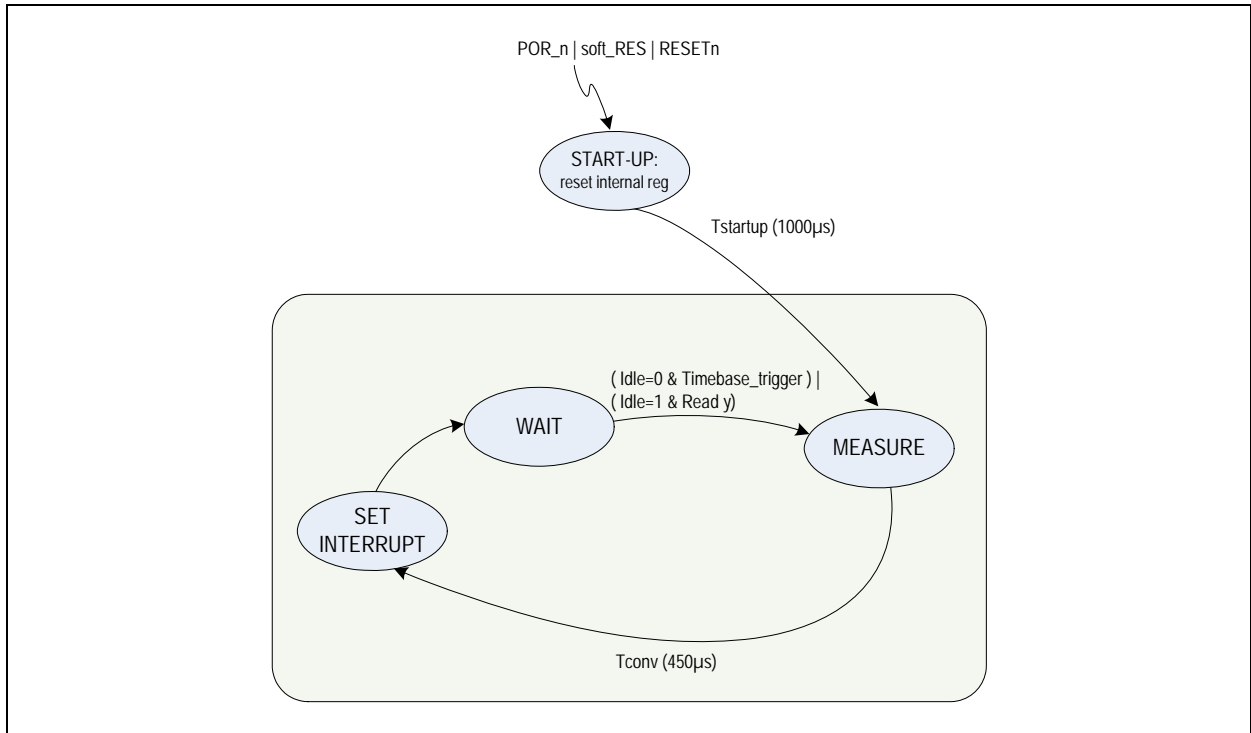 POR_n | soft_RES | RESETn
START-UP:
reset internal reg
Tstartup (1000µs)
( Idle=0 & Timebase_trigger ) |
( Idle=1 & Read y)
WAIT
MEASURE
SET
INTERRUPT
Tconv (450µs)